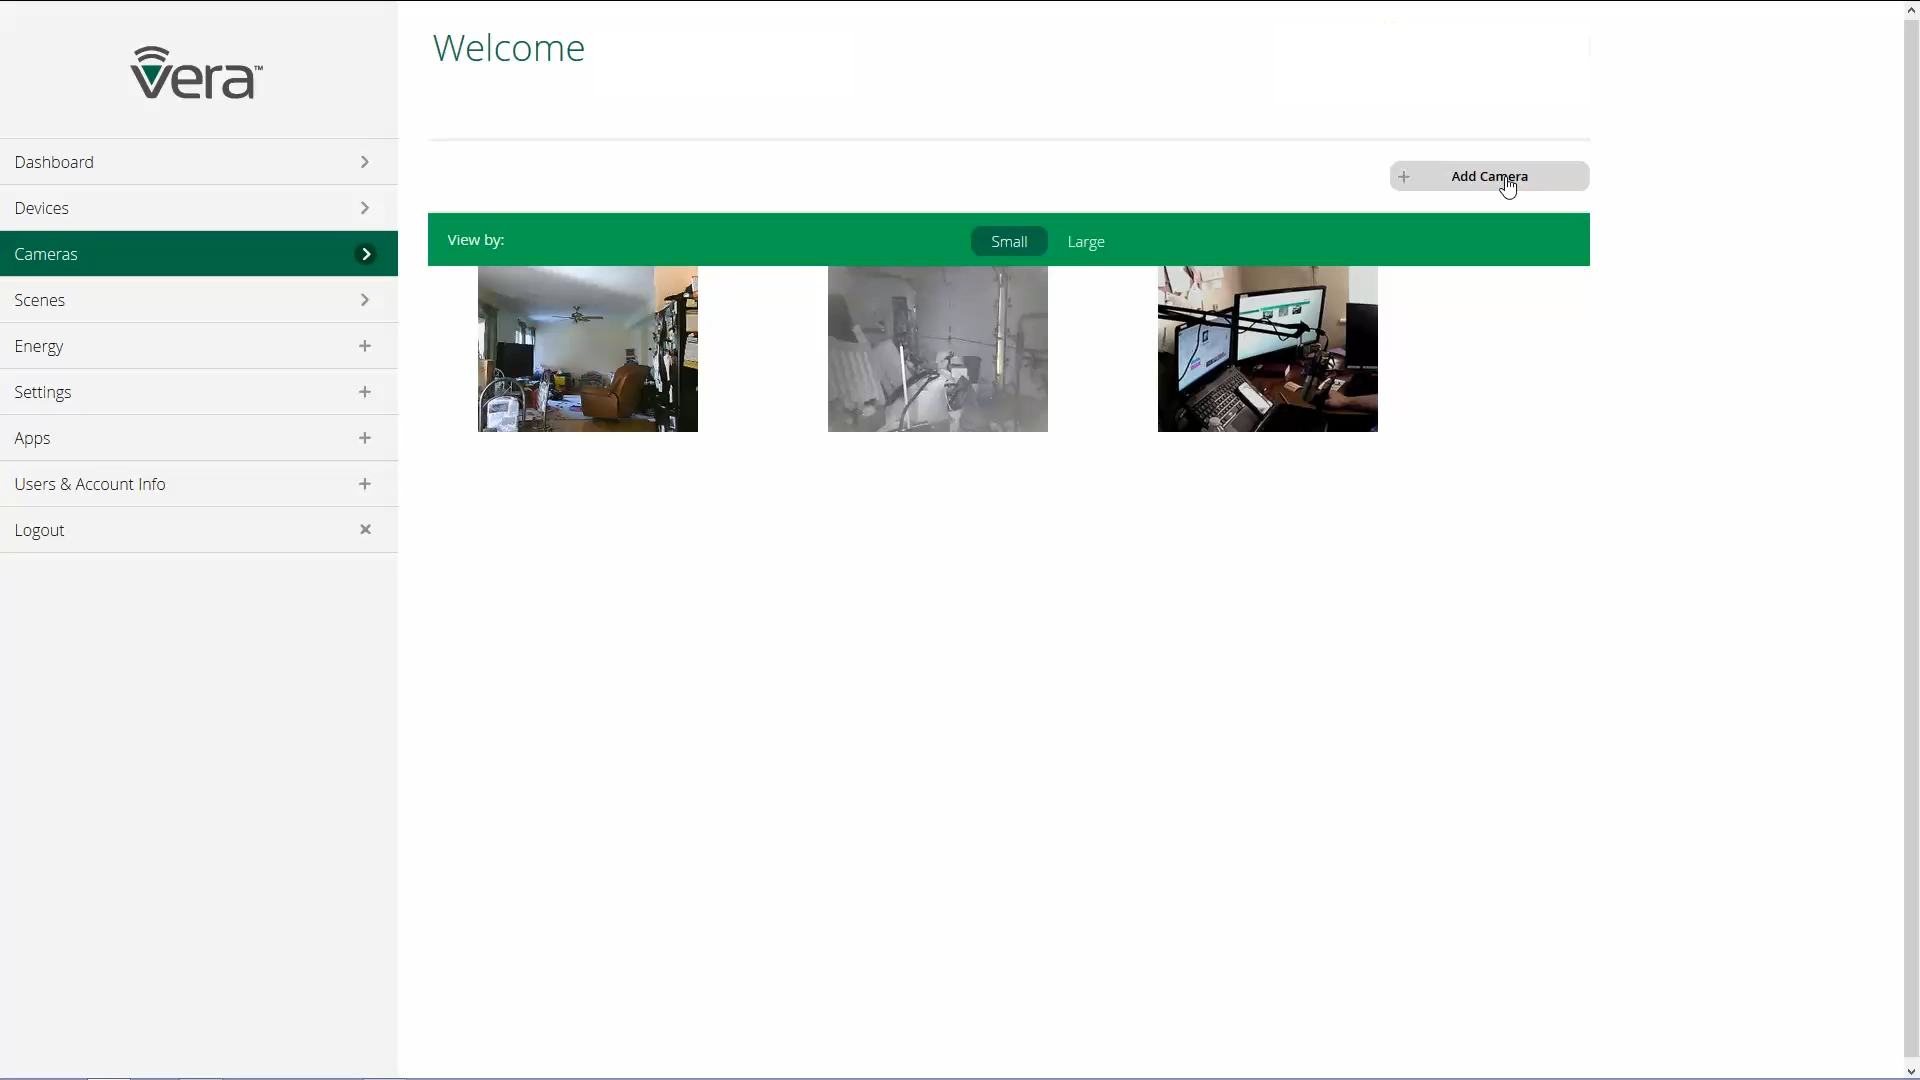 vera™
Dashboard
Devices
Cameras
Scenes
Energy
Settings
Apps
Users & Account Info
Logout
Welcome
Add Camera
View by:
Small
Large